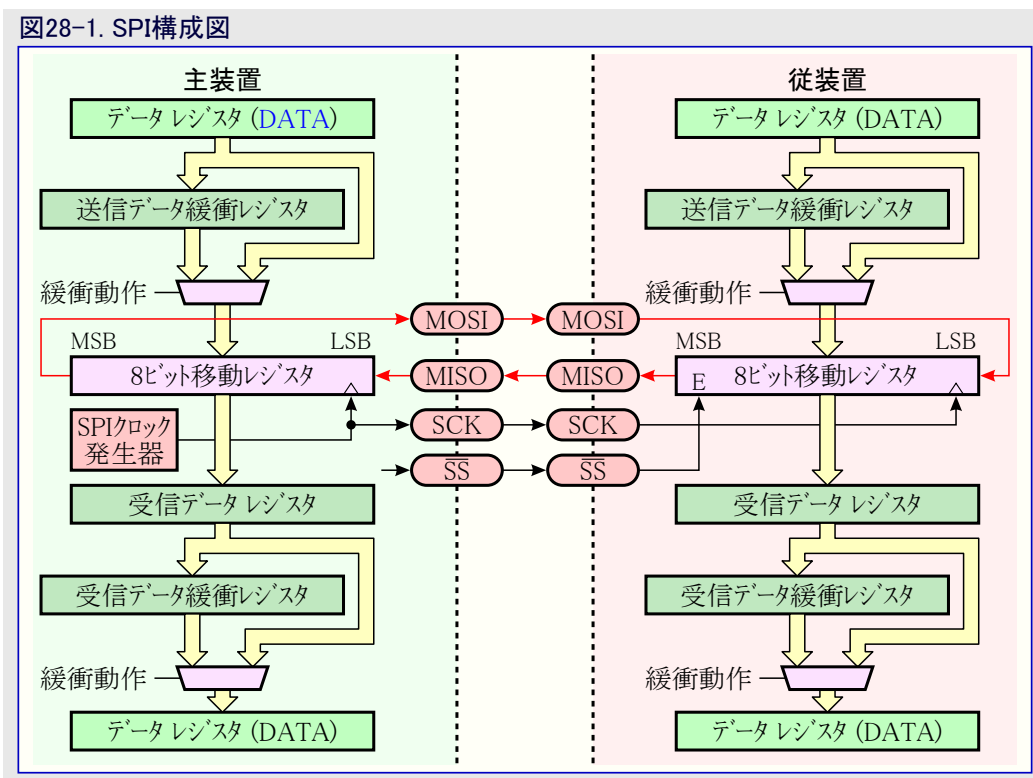 図28-1. SPI構成図
主装置
データ レジスタ (DATA)
送信データ緩衝レジスタ
緩衝動作
MSB
LSB
8ビット移動レジスタ
SPIクロック
発生器
受信データ レジスタ
受信データ緩衝レジスタ
緩衝動作
データ レジスタ (DATA)
MOSI
MOSI
MISO
MISO
SCK
SCK
SS
SS
従装置
データ レジスタ (DATA)
送信データ緩衝レジスタ
緩衝動作
MSB
LSB
E
8ビット移動レジスタ
受信データ レジスタ
受信データ緩衝レジスタ
緩衝動作
データ レジスタ (DATA)